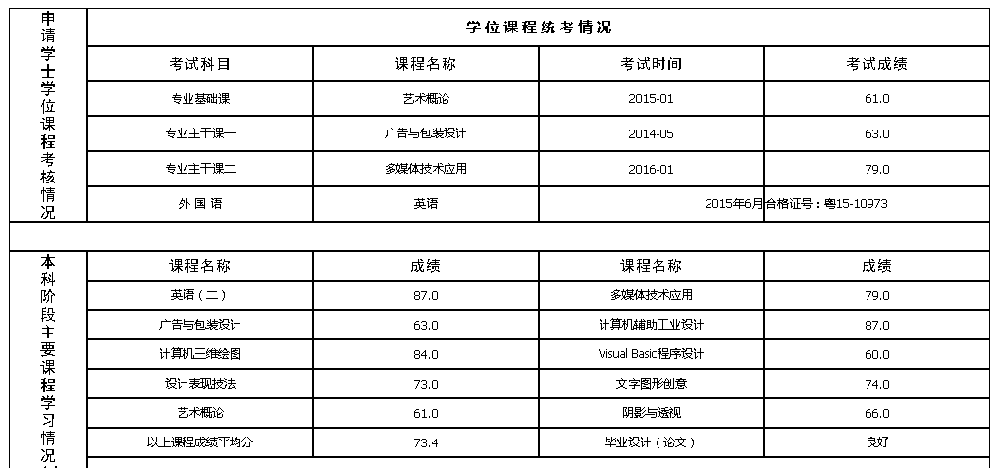 申请学士学位课程考核情况
学位课程统考情况
考试科目 课程名称 考试时间 考试成绩
专业基础课 艺术概论 2015-01 61.0
专业主干课一 广告与包装设计 2014-05 63.0
专业主干课二 多媒体技术应用 2016-01 79.0
外 国 语 英语 2015年6月合格证号：粤15-10973
本科阶段主要课程学习情况
课程名称 成绩 课程名称 成绩
英语（二） 87.0 多媒体技术应用 79.0
广告与包装设计 63.0 计算机辅助工业设计 87.0
计算机三维绘图 84.0 Visual Basic程序设计 60.0
设计表现技法 73.0 文字图形创意 74.0
艺术概论 61.0 阴影与透视 66.0
以上课程成绩平均分 73.4 毕业设计（论文） 良好